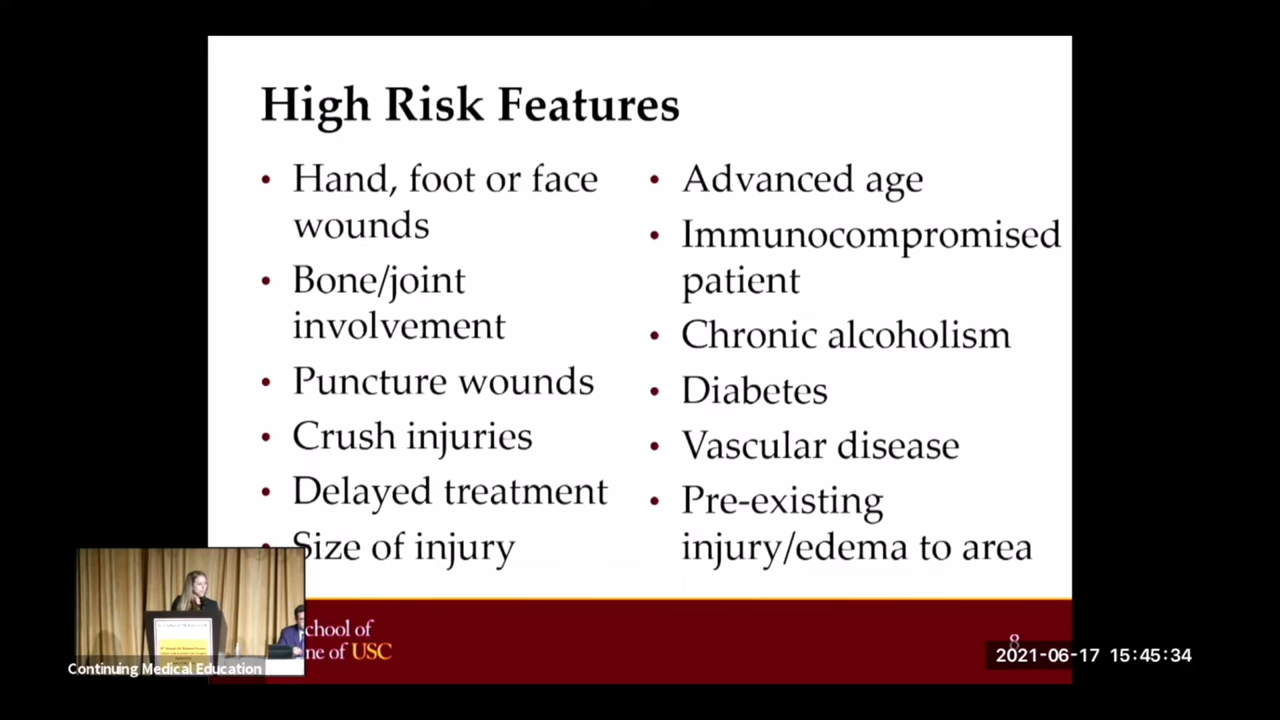 High Risk Features
• Hand, foot or face
wounds
• Bone/joint
involvement
• Puncture wounds
• Crush injuries
• Delayed treatment
• Size of injury
• Advanced age
• Immunocompromised
patient
• Chronic alcoholism
• Diabetes
• Vascular disease
• Pre-existing
injury/edema to area
chool of
ne of USC
8
Continuing Medical Education
2021-06-17 15:45:34